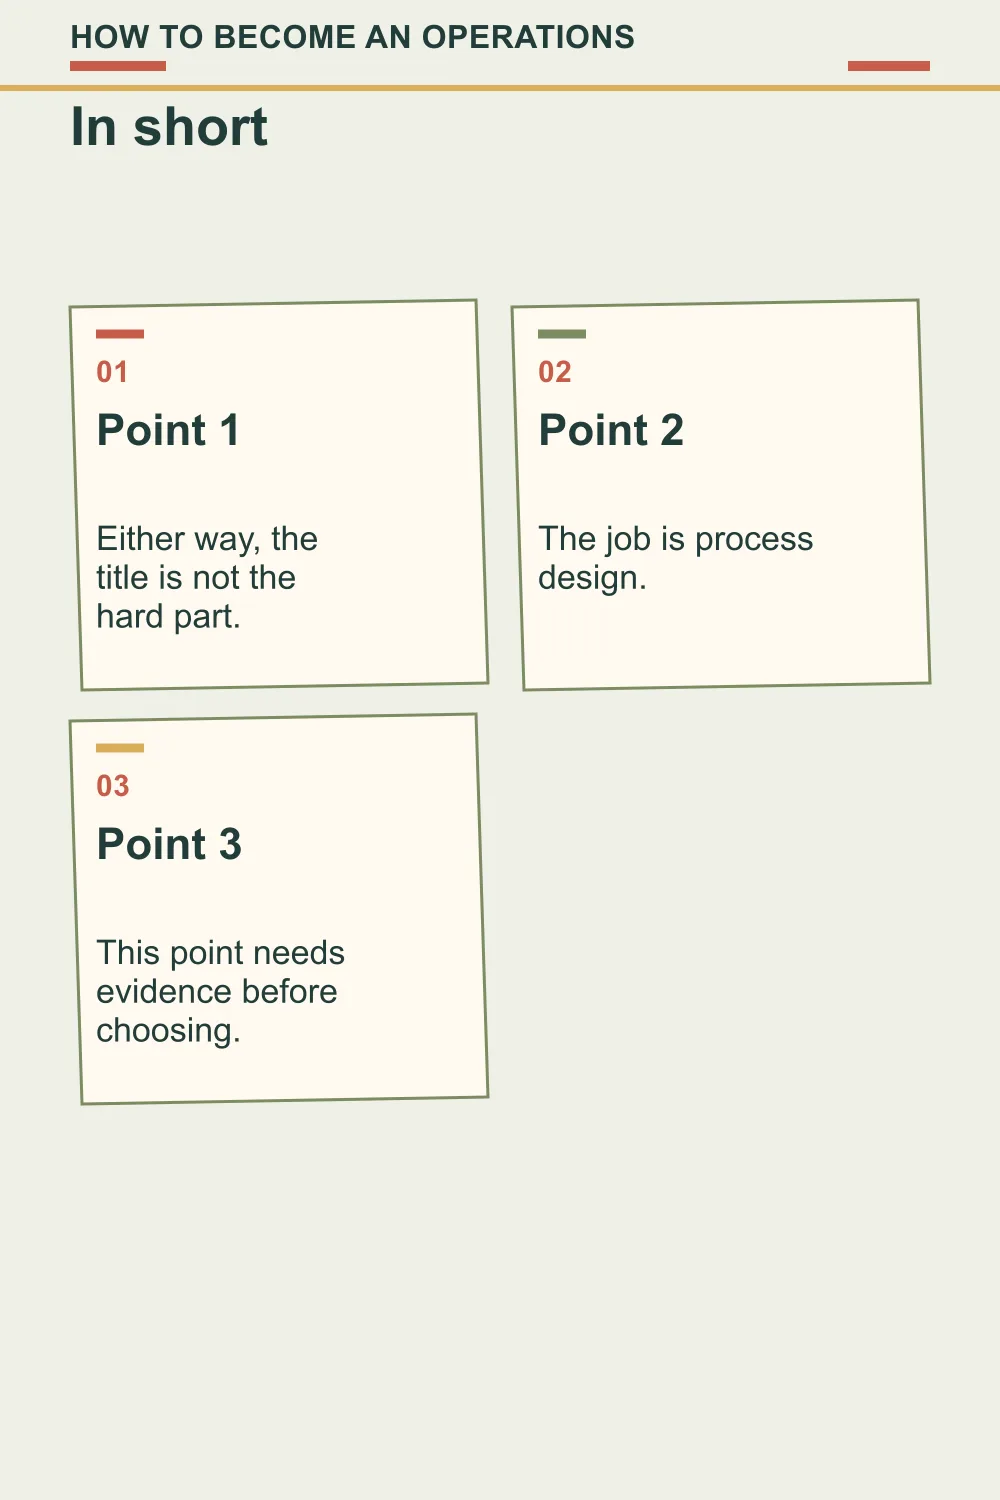 HOW TO BECOME AN OPERATIONS
In short
01
Point 1
Either way, the
title is not the
hard part.
02
Point 2
The job is process
design.
03
Point 3
This point needs
evidence before
choosing.